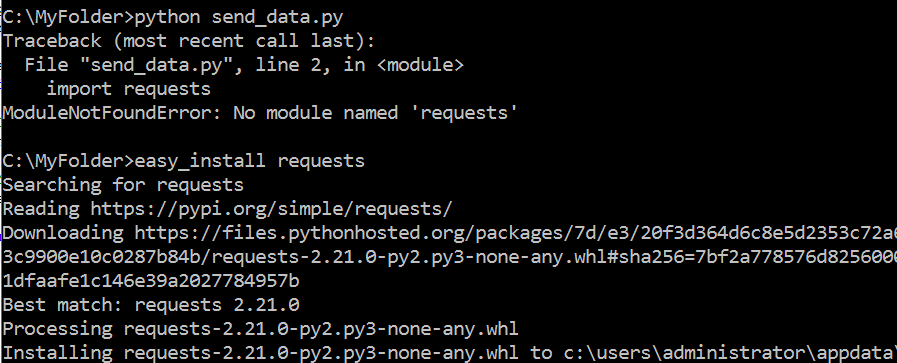 C:\MyFolder>python send_data.py
Traceback (most recent call last):
  File "send_data.py", line 2, in <module>
    import requests
ModuleNotFoundError: No module named 'requests'

C:\MyFolder>easy_install requests
Searching for requests
Reading https://pypi.org/simple/requests/
Downloading https://files.pythonhosted.org/packages/7d/e3/20f3d364d6c8e5d2353c72a6
3c9900e10c0287b84b/requests-2.21.0-py2.py3-none-any.whl#sha256=7bf2a778576d8256000
1dfaafe1c146e39a2027784957b
Best match: requests 2.21.0
Processing requests-2.21.0-py2.py3-none-any.whl
Installing requests-2.21.0-py2.py3-none-any.whl to c:\users\administrator\appdata\